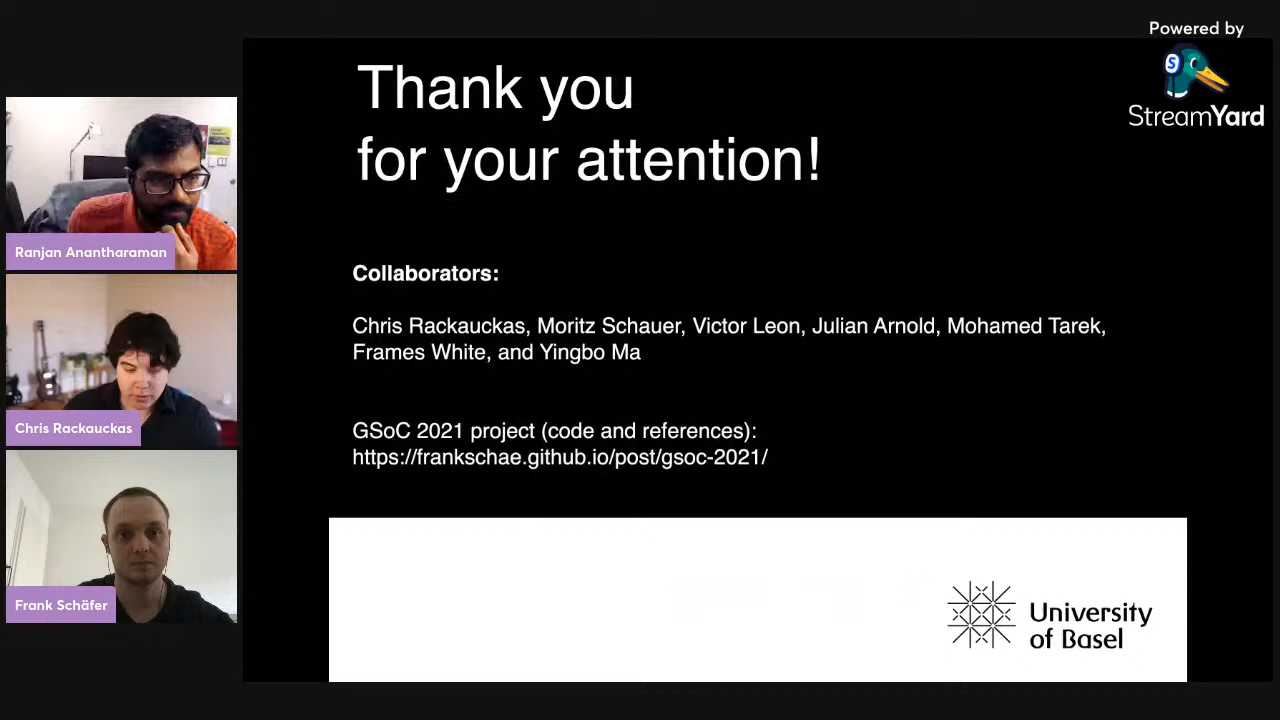 Powered by
StreamYard
Thank you
for your attention!
Collaborators:
Chris Rackauckas, Moritz Schauer, Victor Leon, Julian Arnold, Mohamed Tarek,
Frames White, and Yingbo Ma
GSoC 2021 project (code and references):
https://frankschae.github.io/post/gsoc-2021/
University
of Basel
Ranjan Anantharaman
Chris Rackauckas
Frank Schäfer